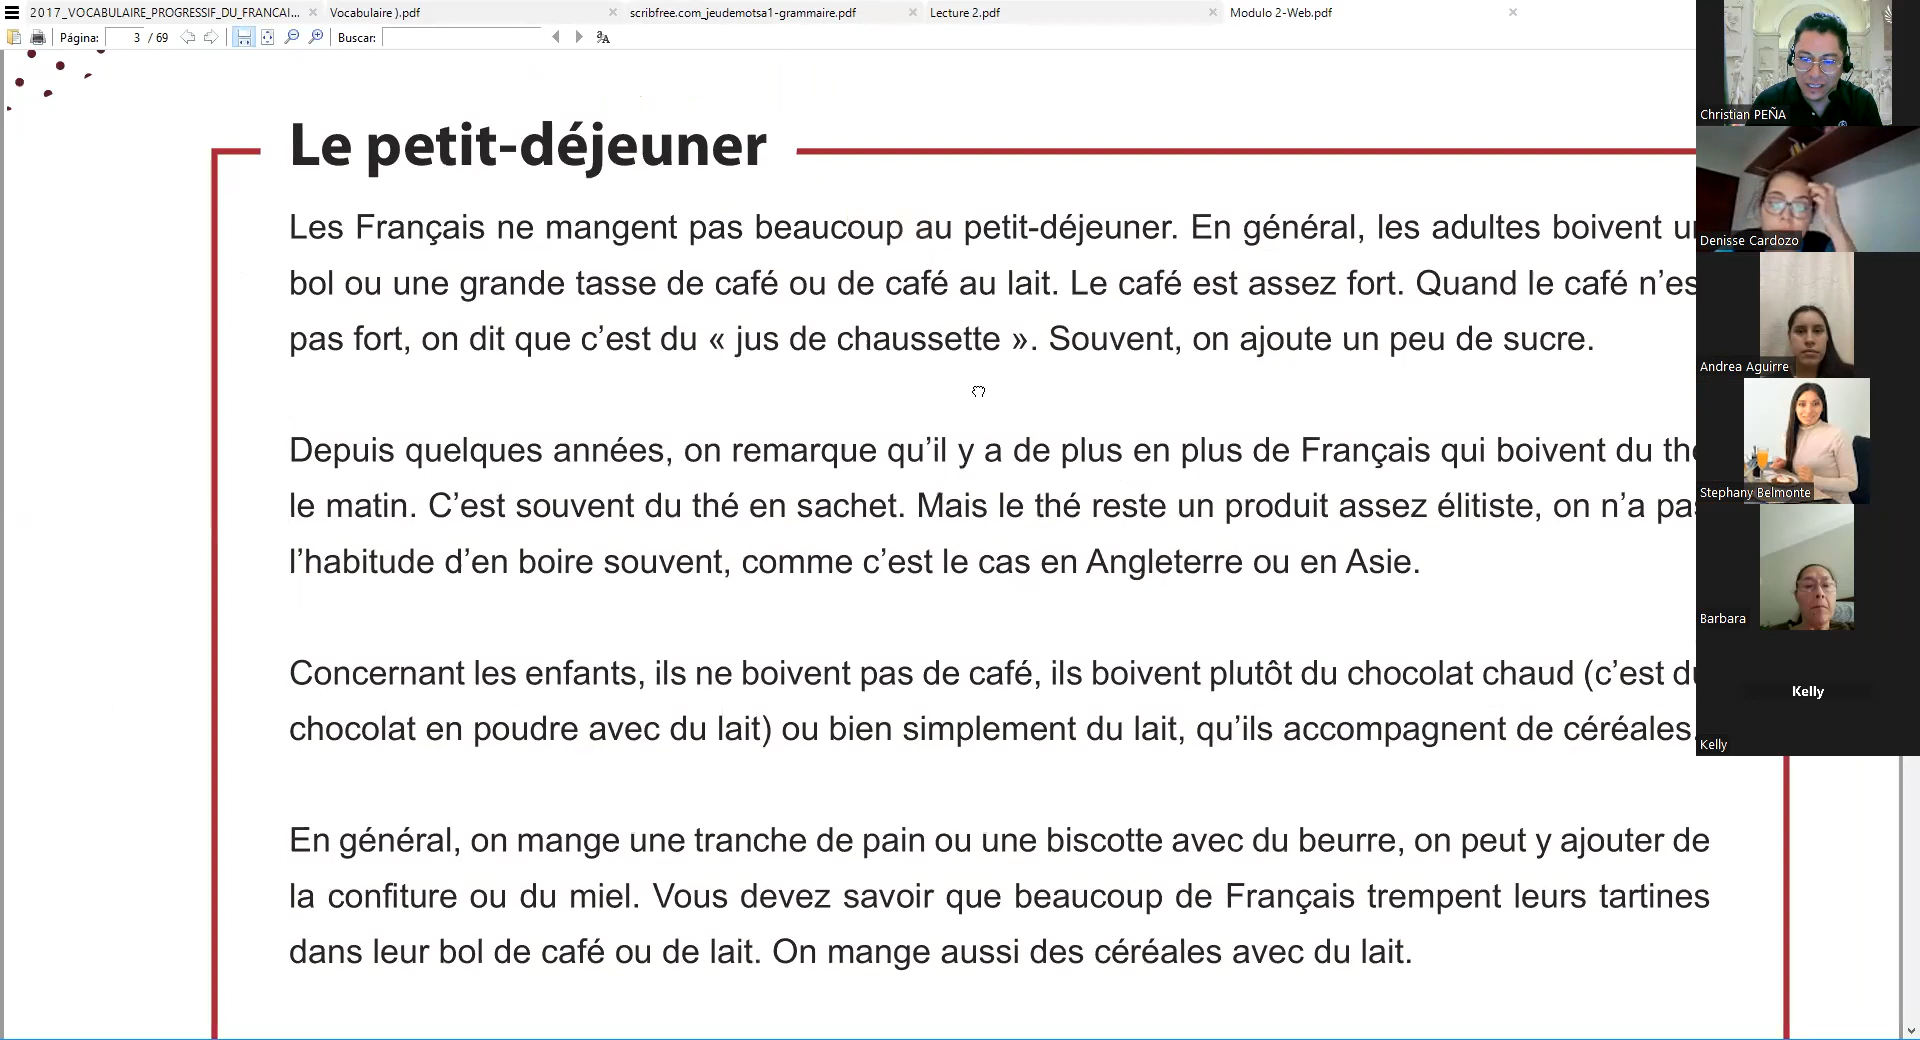 2017_VOCABULAIRE_PROGRESSIF_DU_FRANCAI... Vocabulaire ).pdf scribfree.com_jeudemotsa1-grammaire.pdf Lecture 2.pdf Modulo 2-Web.pdf
Página: 3 / 69 Buscar:
Le petit-déjeuner
Les Français ne mangent pas beaucoup au petit-déjeuner. En général, les adultes boivent
bol ou une grande tasse de café ou de café au lait. Le café est assez fort. Quand le café n’es
pas fort, on dit que c’est du « jus de chaussette ». Souvent, on ajoute un peu de sucre.
Depuis quelques années, on remarque qu’il y a de plus en plus de Français qui boivent du
le matin. C’est souvent du thé en sachet. Mais le thé reste un produit assez élitiste, on n’a
l’habitude d’en boire souvent, comme c’est le cas en Angleterre ou en Asie.
Concernant les enfants, ils ne boivent pas de café, ils boivent plutôt du chocolat chaud (c’est
chocolat en poudre avec du lait) ou bien simplement du lait, qu’ils accompagnent de céréales.
En général, on mange une tranche de pain ou une biscotte avec du beurre, on peut y ajouter de
la confiture ou du miel. Vous devez savoir que beaucoup de Français trempent leurs tartines
dans leur bol de café ou de lait. On mange aussi des céréales avec du lait.
Christian PEÑA
Denisse Cardozo
Andrea Aguirre
Stephany Belmonte
Barbara
Kelly
Kelly